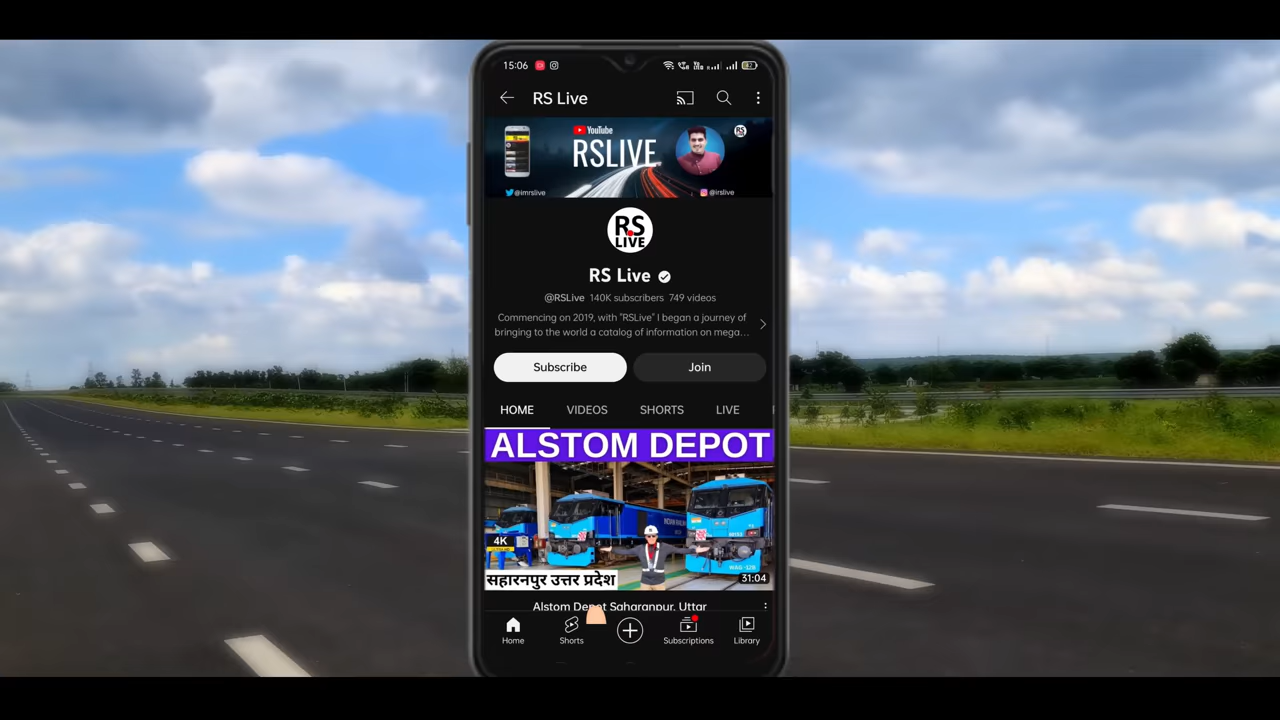 15:06
RS Live
YouTube
RS
RSLIVE
@imrslive
@irslive
RS
LIVE
RS Live
@RSLive 140K subscribers 749 videos
Commencing on 2019, with "RSLive" I began a journey of
bringing to the world a catalog of information on mega...
Subscribe
Join
HOME VIDEOS SHORTS LIVE
ALSTOM DEPOT
4K
सहारनपुर उत्तर प्रदेश
31:04
Alstom Depot Saharanpur, Uttar
Home
Shorts
Subscriptions
Library